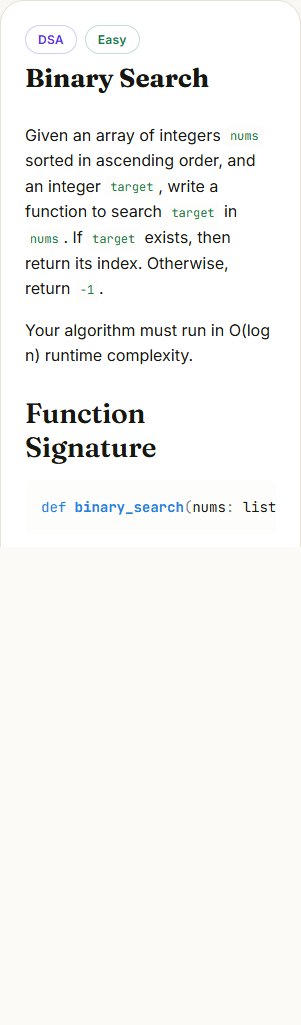 DSA Easy
Binary Search
Given an array of integers nums
sorted in ascending order, and
an integer target , write a
function to search target in
nums . If target exists, then
return its index. Otherwise,
return -1 .
Your algorithm must run in O(log
n) runtime complexity.
Function
Signature
def binary_search(nums: list